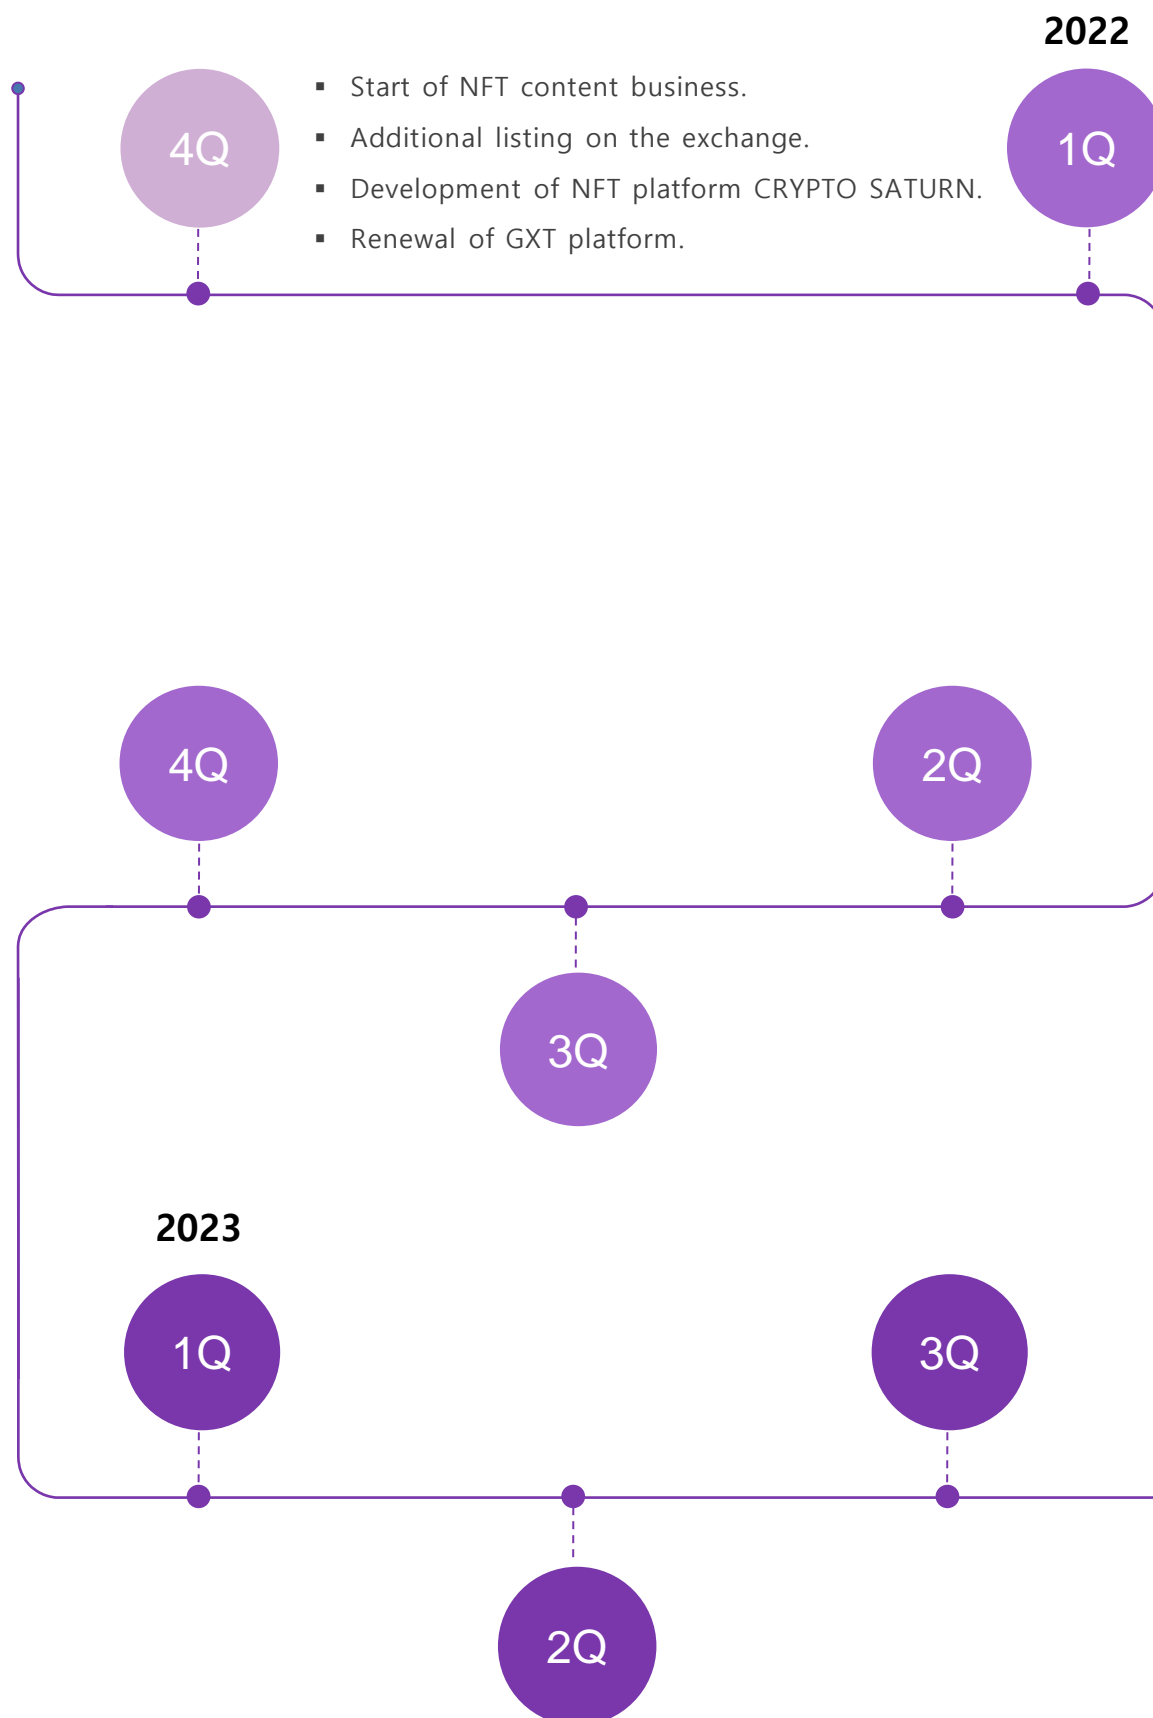 2022
4Q
▪ Start of NFT content business.
▪ Additional listing on the exchange.
▪ Development of NFT platform CRYPTO SATURN.
▪ Renewal of GXT platform.
1Q
4Q
2Q
3Q
2023
1Q
3Q
2Q